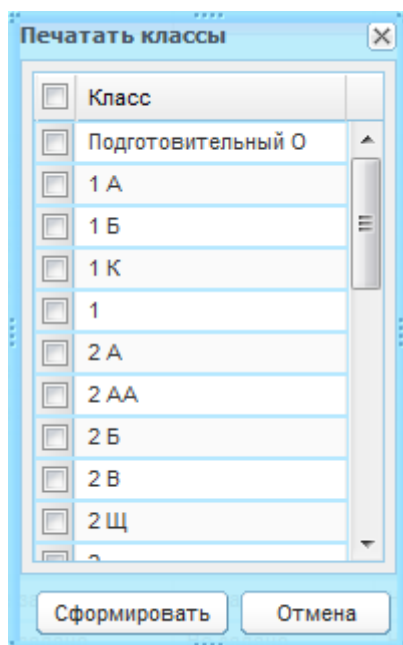 Печатать классы
Класс
Подготовительный О
1 А
1 Б
1 К
1
2 А
2 АА
2 Б
2 В
2 Щ
Сформировать Отмена